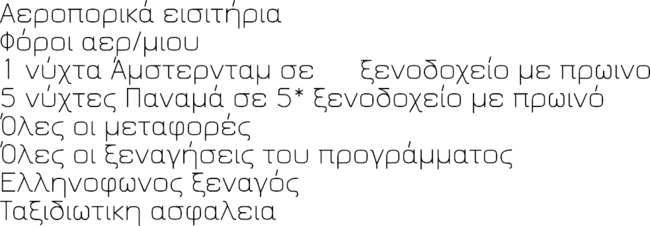 Αεροπορικά εισιτήρια
Φόροι αερ/μιου
1 νύχτα Άμστερνταμ σε ξενοδοχείο με πρωινο
5 νύχτες Παναμά σε 5* ξενοδοχείο με πρωινό
Όλες οι μεταφορές
Όλες οι ξεναγήσεις του προγράμματος
Ελληνοφωνος ξεναγός
Ταξιδιωτικη ασφαλεια